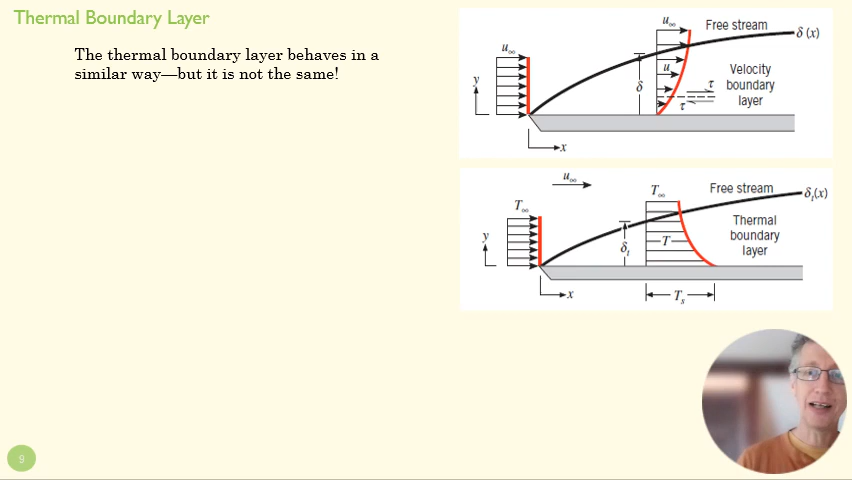 Thermal Boundary Layer
The thermal boundary layer behaves in a
similar way—but it is not the same!
u∞
Free stream
δ(x)
u∞
y
u
δ
τ
τ
Velocity
boundary
layer
x
u∞
T∞
Free stream
δt(x)
T∞
y
T
δt
Thermal
boundary
layer
x
Ts
9